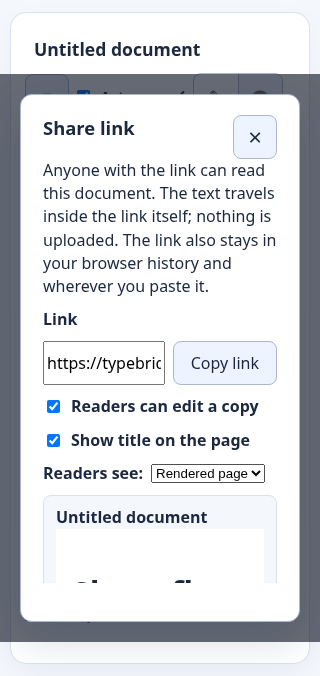 Untitled document
Share link
×
Anyone with the link can read
this document. The text travels
inside the link itself; nothing is
uploaded. The link also stays in
your browser history and
wherever you paste it.
Link
https://typebric
Copy link
Readers can edit a copy
Show title on the page
Readers see: Rendered page
Untitled document